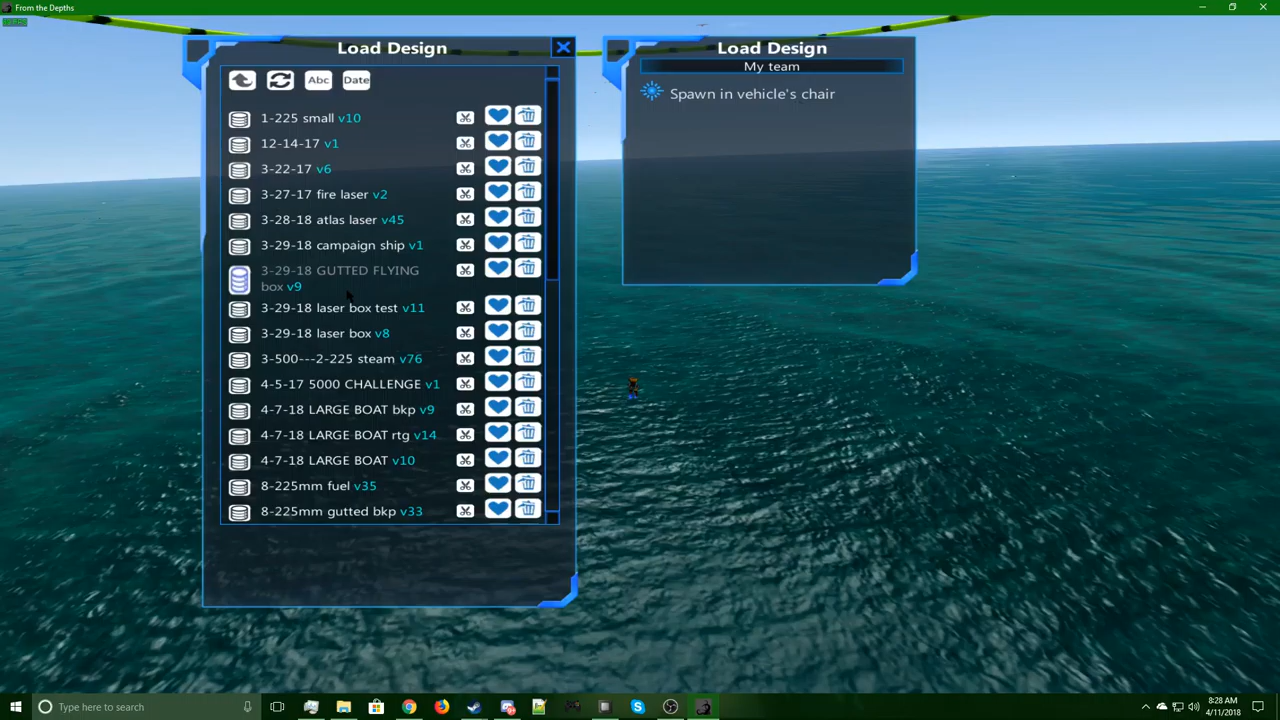 From the Depths
Load Design
Abc
Date
1-225 small v10
12-14-17 v1
3-22-17 v6
3-27-17 fire laser v2
3-28-18 atlas laser v45
3-29-18 campaign ship v1
3-29-18 GUTTED FLYING
box v9
3-29-18 laser box test v11
3-29-18 laser box v8
3-500---2-225 steam v76
4-5-17 5000 CHALLENGE v1
4-7-18 LARGE BOAT bkp v9
4-7-18 LARGE BOAT rtg v14
4-7-18 LARGE BOAT v10
8-225mm fuel v35
8-225mm gutted bkp v33
Load Design
My team
Spawn in vehicle's chair
Type here to search
8:28 AM
4/11/2018